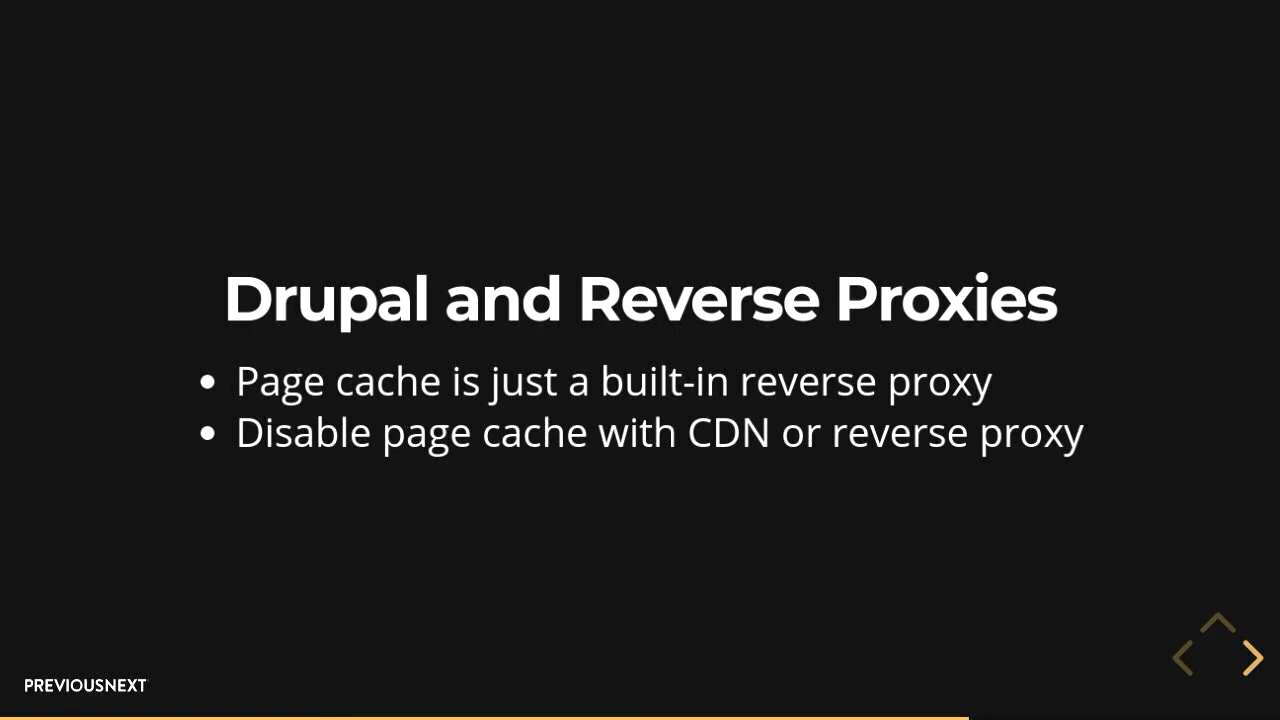 Drupal and Reverse Proxies
• Page cache is just a built-in reverse proxy
• Disable page cache with CDN or reverse proxy
PREVIOUSNEXT